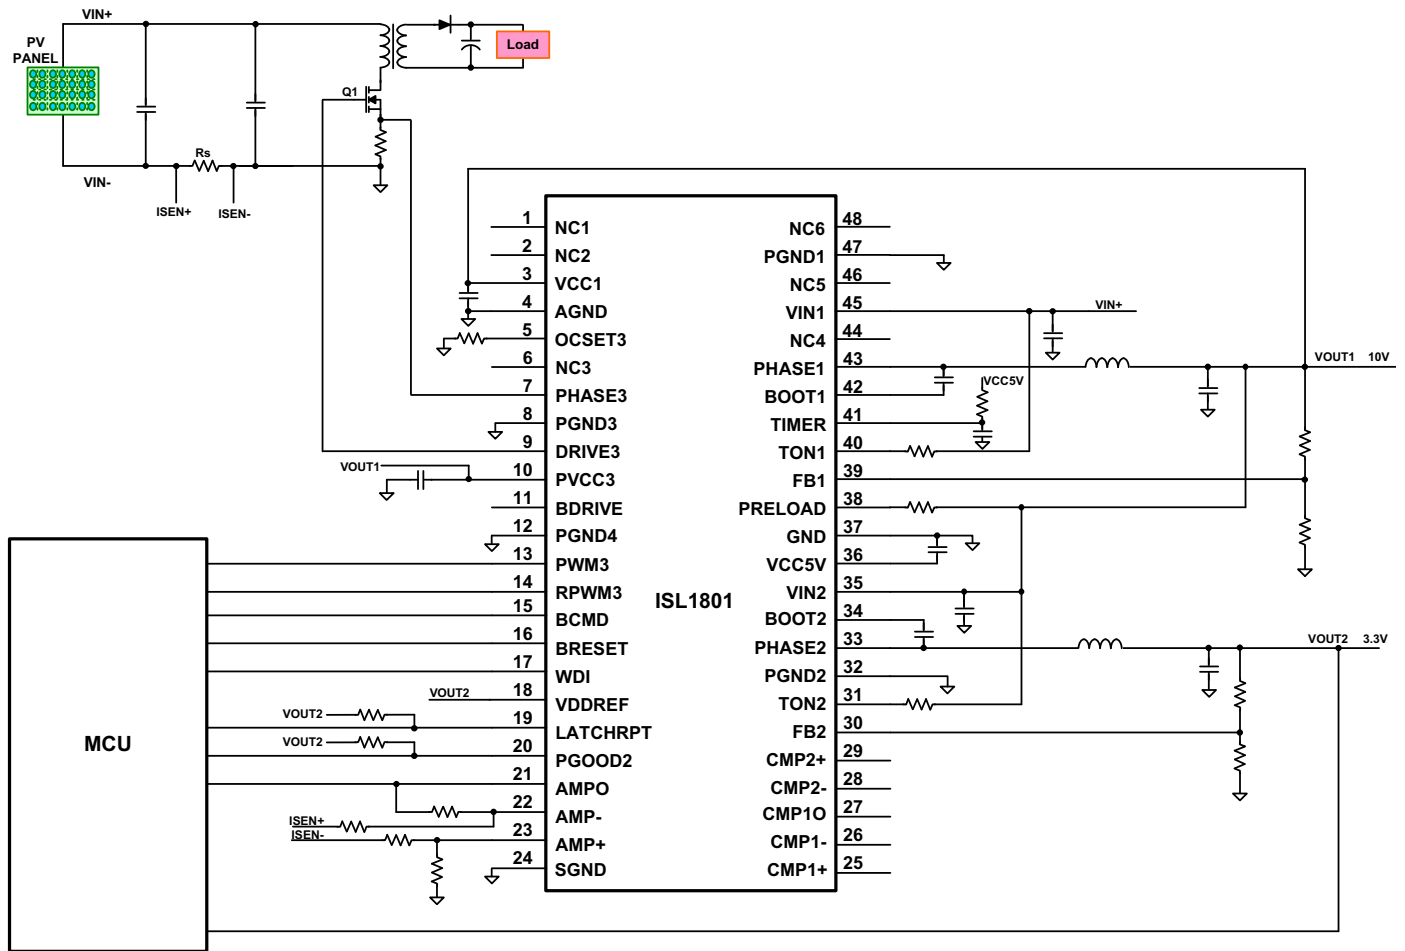 VIN+
PV
PANEL
Load
Q1
Rs
VIN-
ISEN+
ISEN-
1 NC1
2 NC2
3 VCC1
4 AGND
5 OCSET3
6 NC3
7 PHASE3
8 PGND3
9 DRIVE3
VOUT1
10 PVCC3
11 BDRIVE
12 PGND4
13 PWM3
14 RPWM3
15 BCMD
16 BRESET
17 WDI
VOUT2
18 VDDREF
VOUT2
19 LATCHRPT
VOUT2
20 PGOOD2
21 AMPO
22 AMP-
ISEN+
ISEN-
23 AMP+
24 SGND
MCU
ISL1801
NC6 48
PGND1 47
NC5 46
VIN1 45
VIN+
NC4 44
PHASE1 43
VOUT1 10V
BOOT1 42
VCC5V
TIMER 41
TON1 40
FB1 39
PRELOAD 38
GND 37
VCC5V 36
VIN2 35
BOOT2 34
PHASE2 33
VOUT2 3.3V
PGND2 32
TON2 31
FB2 30
CMP2+ 29
CMP2- 28
CMP1O 27
CMP1- 26
CMP1+ 25